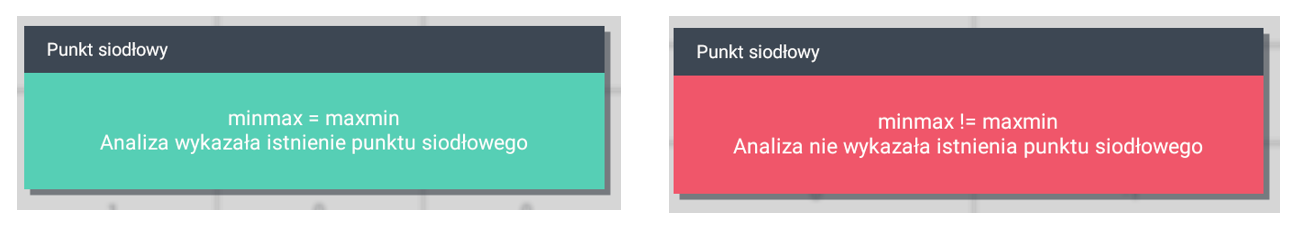 Punkt siodłowy
minmax = maxmin
Analiza wykazała istnienie punktu siodłowego
Punkt siodłowy
minmax != maxmin
Analiza nie wykazała istnienia punktu siodłowego